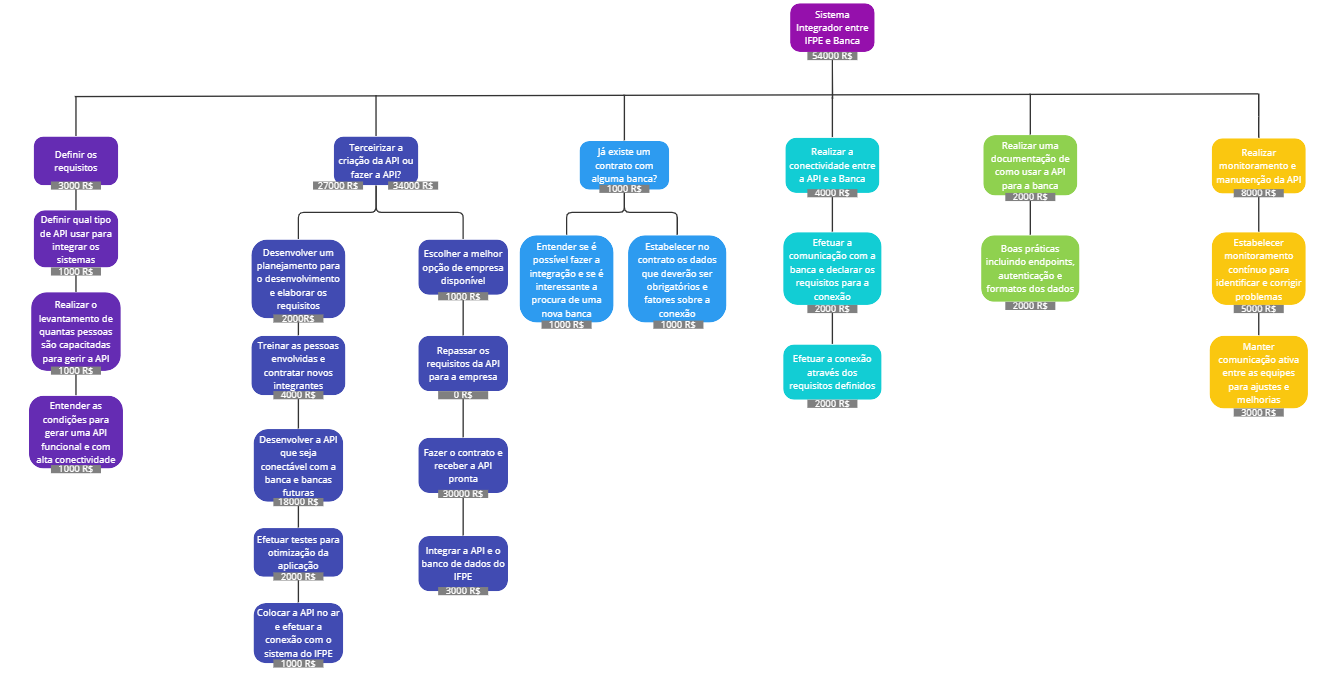 Sistema
Integrador entre
IFPE e Banca
54000 R$
Definir os
requisitos
3000 R$
Definir qual tipo
de API usar para
integrar os
sistemas
1000 R$
Realizar o
levantamento de
quantas pessoas
são capacitadas
para gerir a API
1000 R$
Entender as
condições para
gerar uma API
funcional e com
alta conectividade
1000 R$
Terceirizar a
criação da API ou
fazer a API?
27000 R$
34000 R$
Desenvolver um
planejamento para
o desenvolvimento
e elaborar os
requisitos
2000R$
Treinar as pessoas
envolvidas e
contratar novos
integrantes
4000 R$
Desenvolver a API
que seja
conectável com a
banca e bancas
futuras
18000 R$
Efetuar testes para
otimização da
aplicação
2000 R$
Colocar a API no ar
e efetuar a
conexão com o
sistema do IFPE
1000 R$
Escolher a melhor
opção de empresa
disponível
1000 R$
Repassar os
requisitos da API
para a empresa
0 R$
Fazer o contrato e
receber a API
pronta
30000 R$
Integrar a API e o
banco de dados do
IFPE
3000 R$
Já existe um
contrato com
alguma banca?
1000 R$
Entender se é
possível fazer a
integração e se é
interessante a
procura de uma
nova banca
1000 R$
Estabelecer no
contrato os dados
que deverão ser
obrigatórios e
fatores sobre a
conexão
1000 R$
Realizar a
conectividade entre
a API e a Banca
4000 R$
Efetuar a
comunicação com a
banca e declarar os
requisitos para a
conexão
2000 R$
Efetuar a conexão
através dos
requisitos definidos
2000 R$
Realizar uma
documentação de
como usar a API
para a banca
2000 R$
Boas práticas
incluindo endpoints,
autenticação e
formatos dos dados
2000 R$
Realizar
monitoramento e
manutenção da API
8000 R$
Estabelecer
monitoramento
contínuo para
identificar e corrigir
problemas
5000 R$
Manter
comunicação ativa
entre as equipes
para ajustes e
melhorias
3000 R$